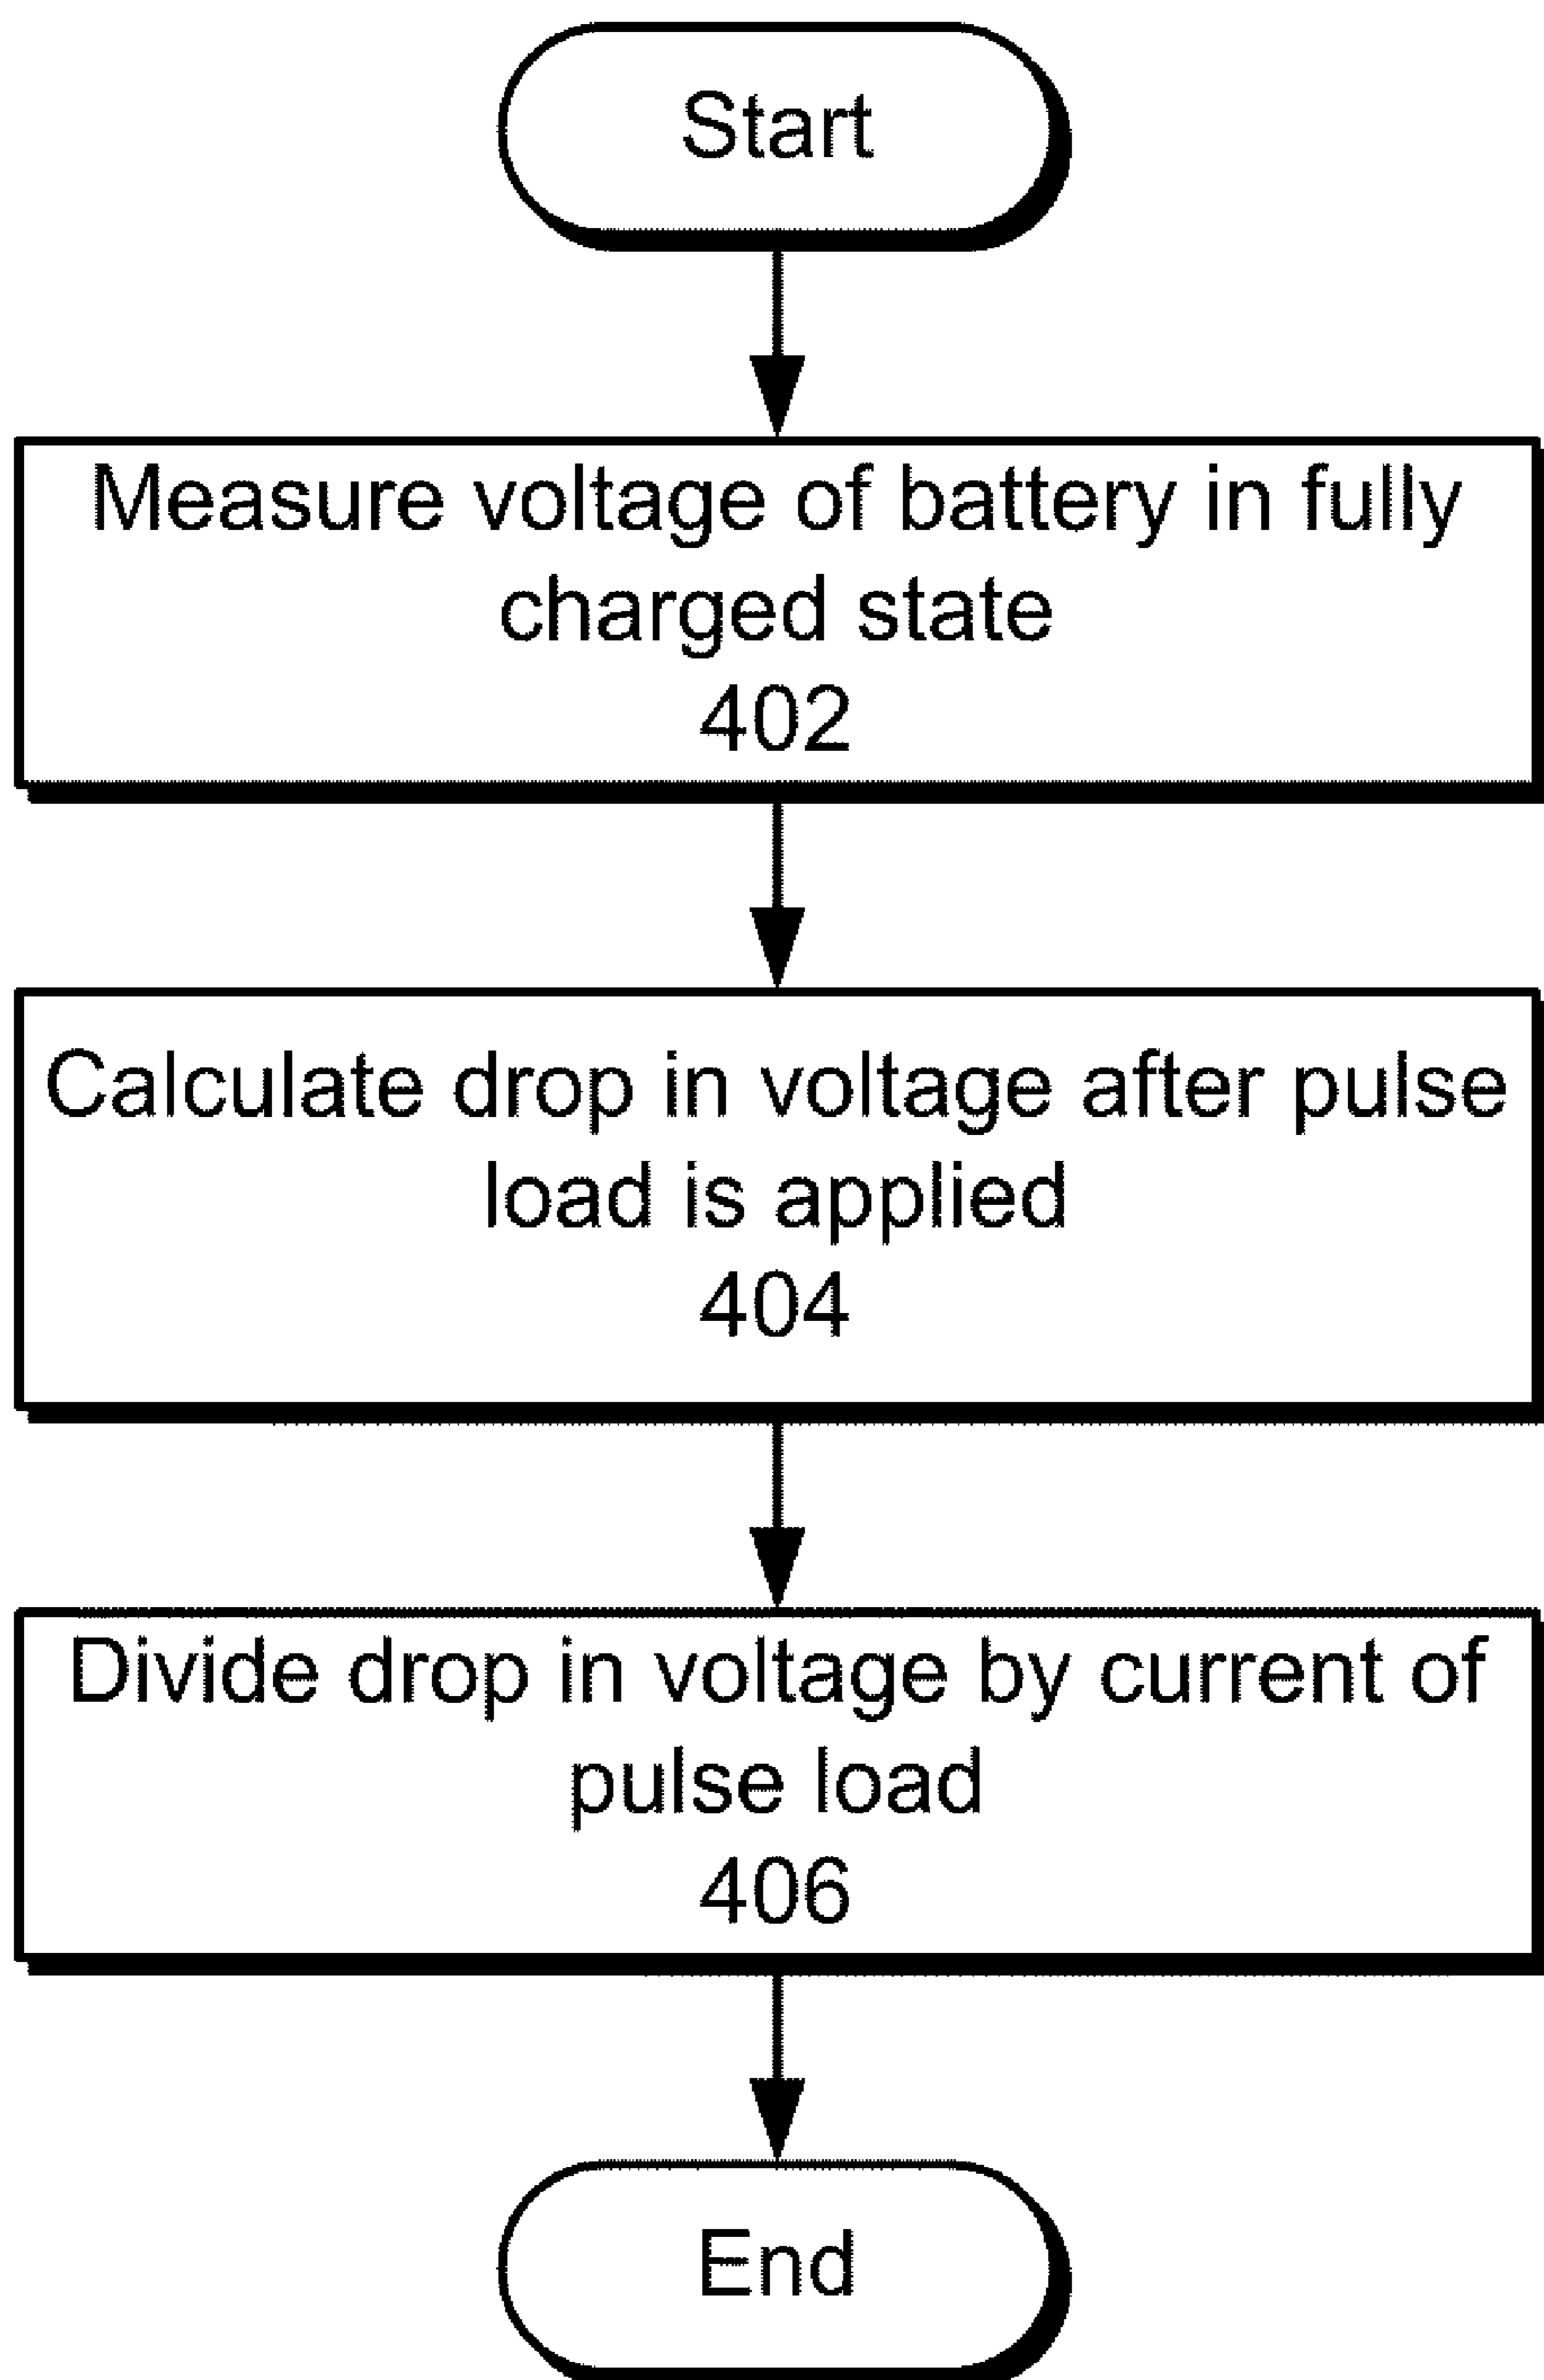 Start
Measure voltage of battery in fully
charged state
402
Calculate drop in voltage after pulse
load is applied
404
Divide drop in voltage by current of
pulse load
406
End